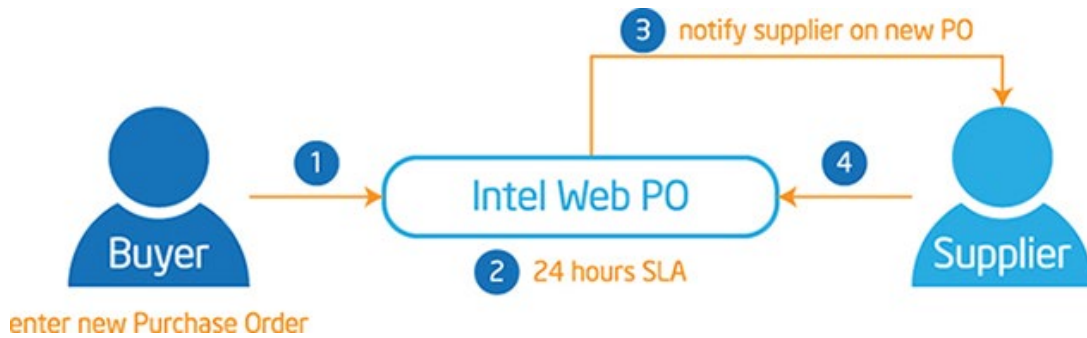 3 notify supplier on new PO
1
4
Buyer
Intel Web PO
Supplier
2 24 hours SLA
enter new Purchase Order